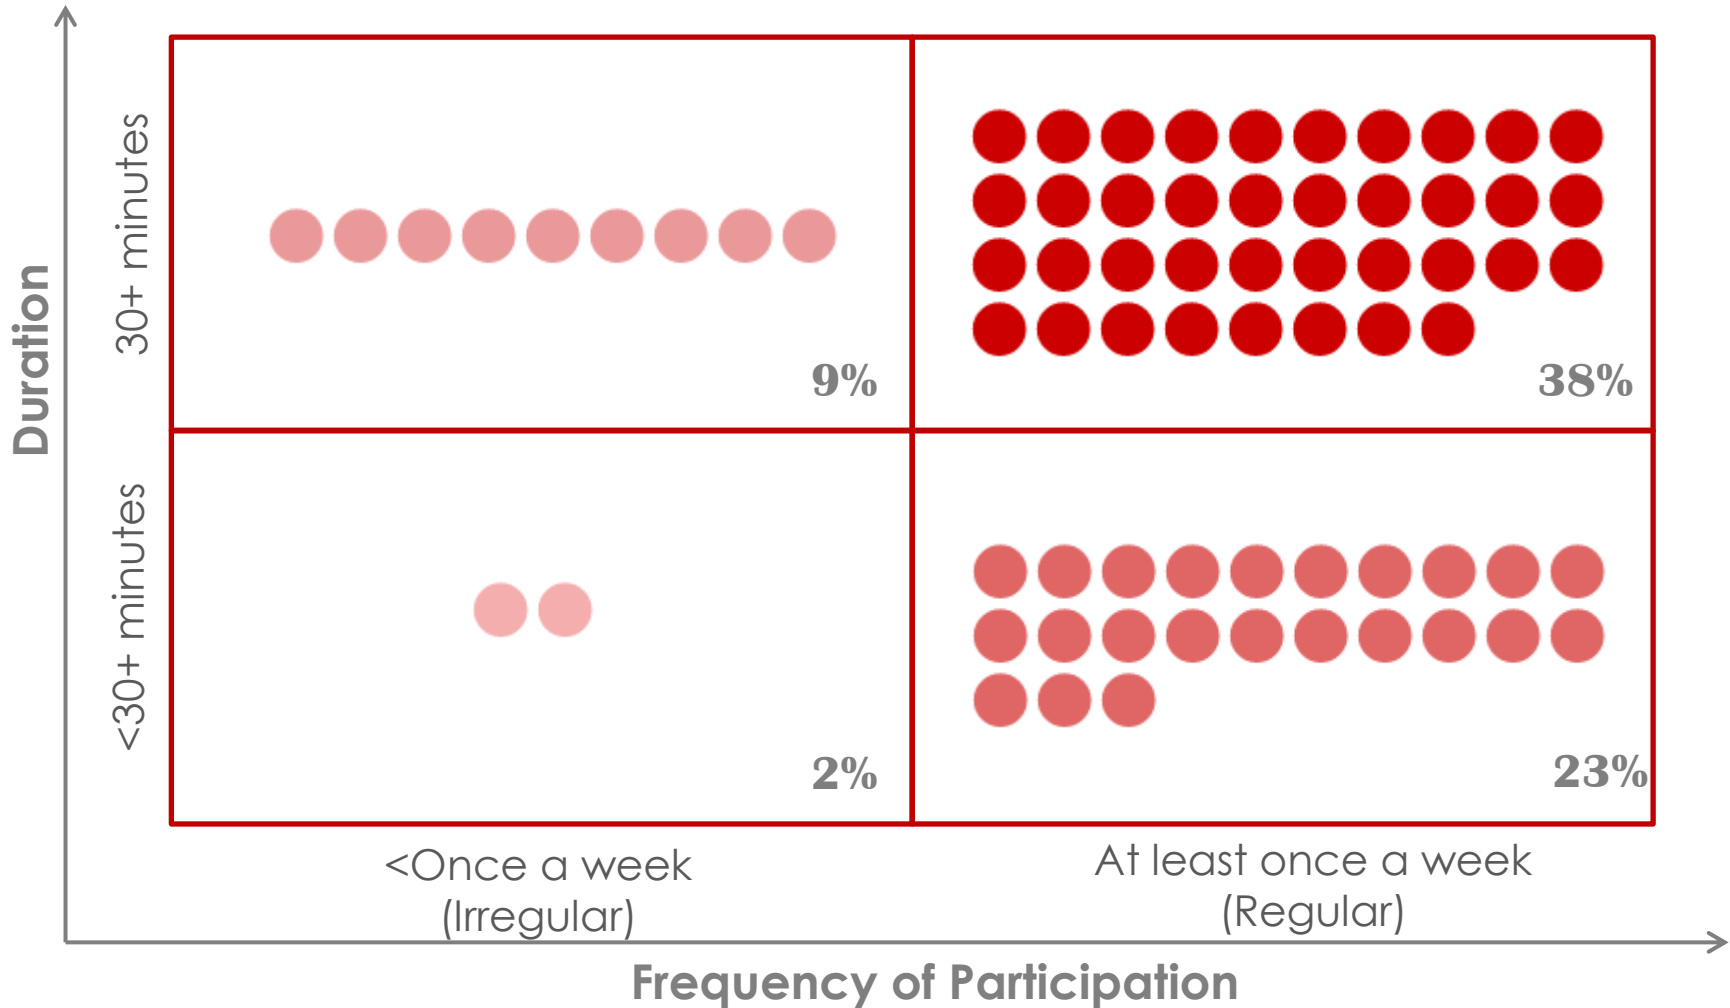 Duration
30+ minutes
9%
38%
<30+ minutes
2%
23%
<Once a week
(Irregular)
At least once a week
(Regular)
Frequency of Participation